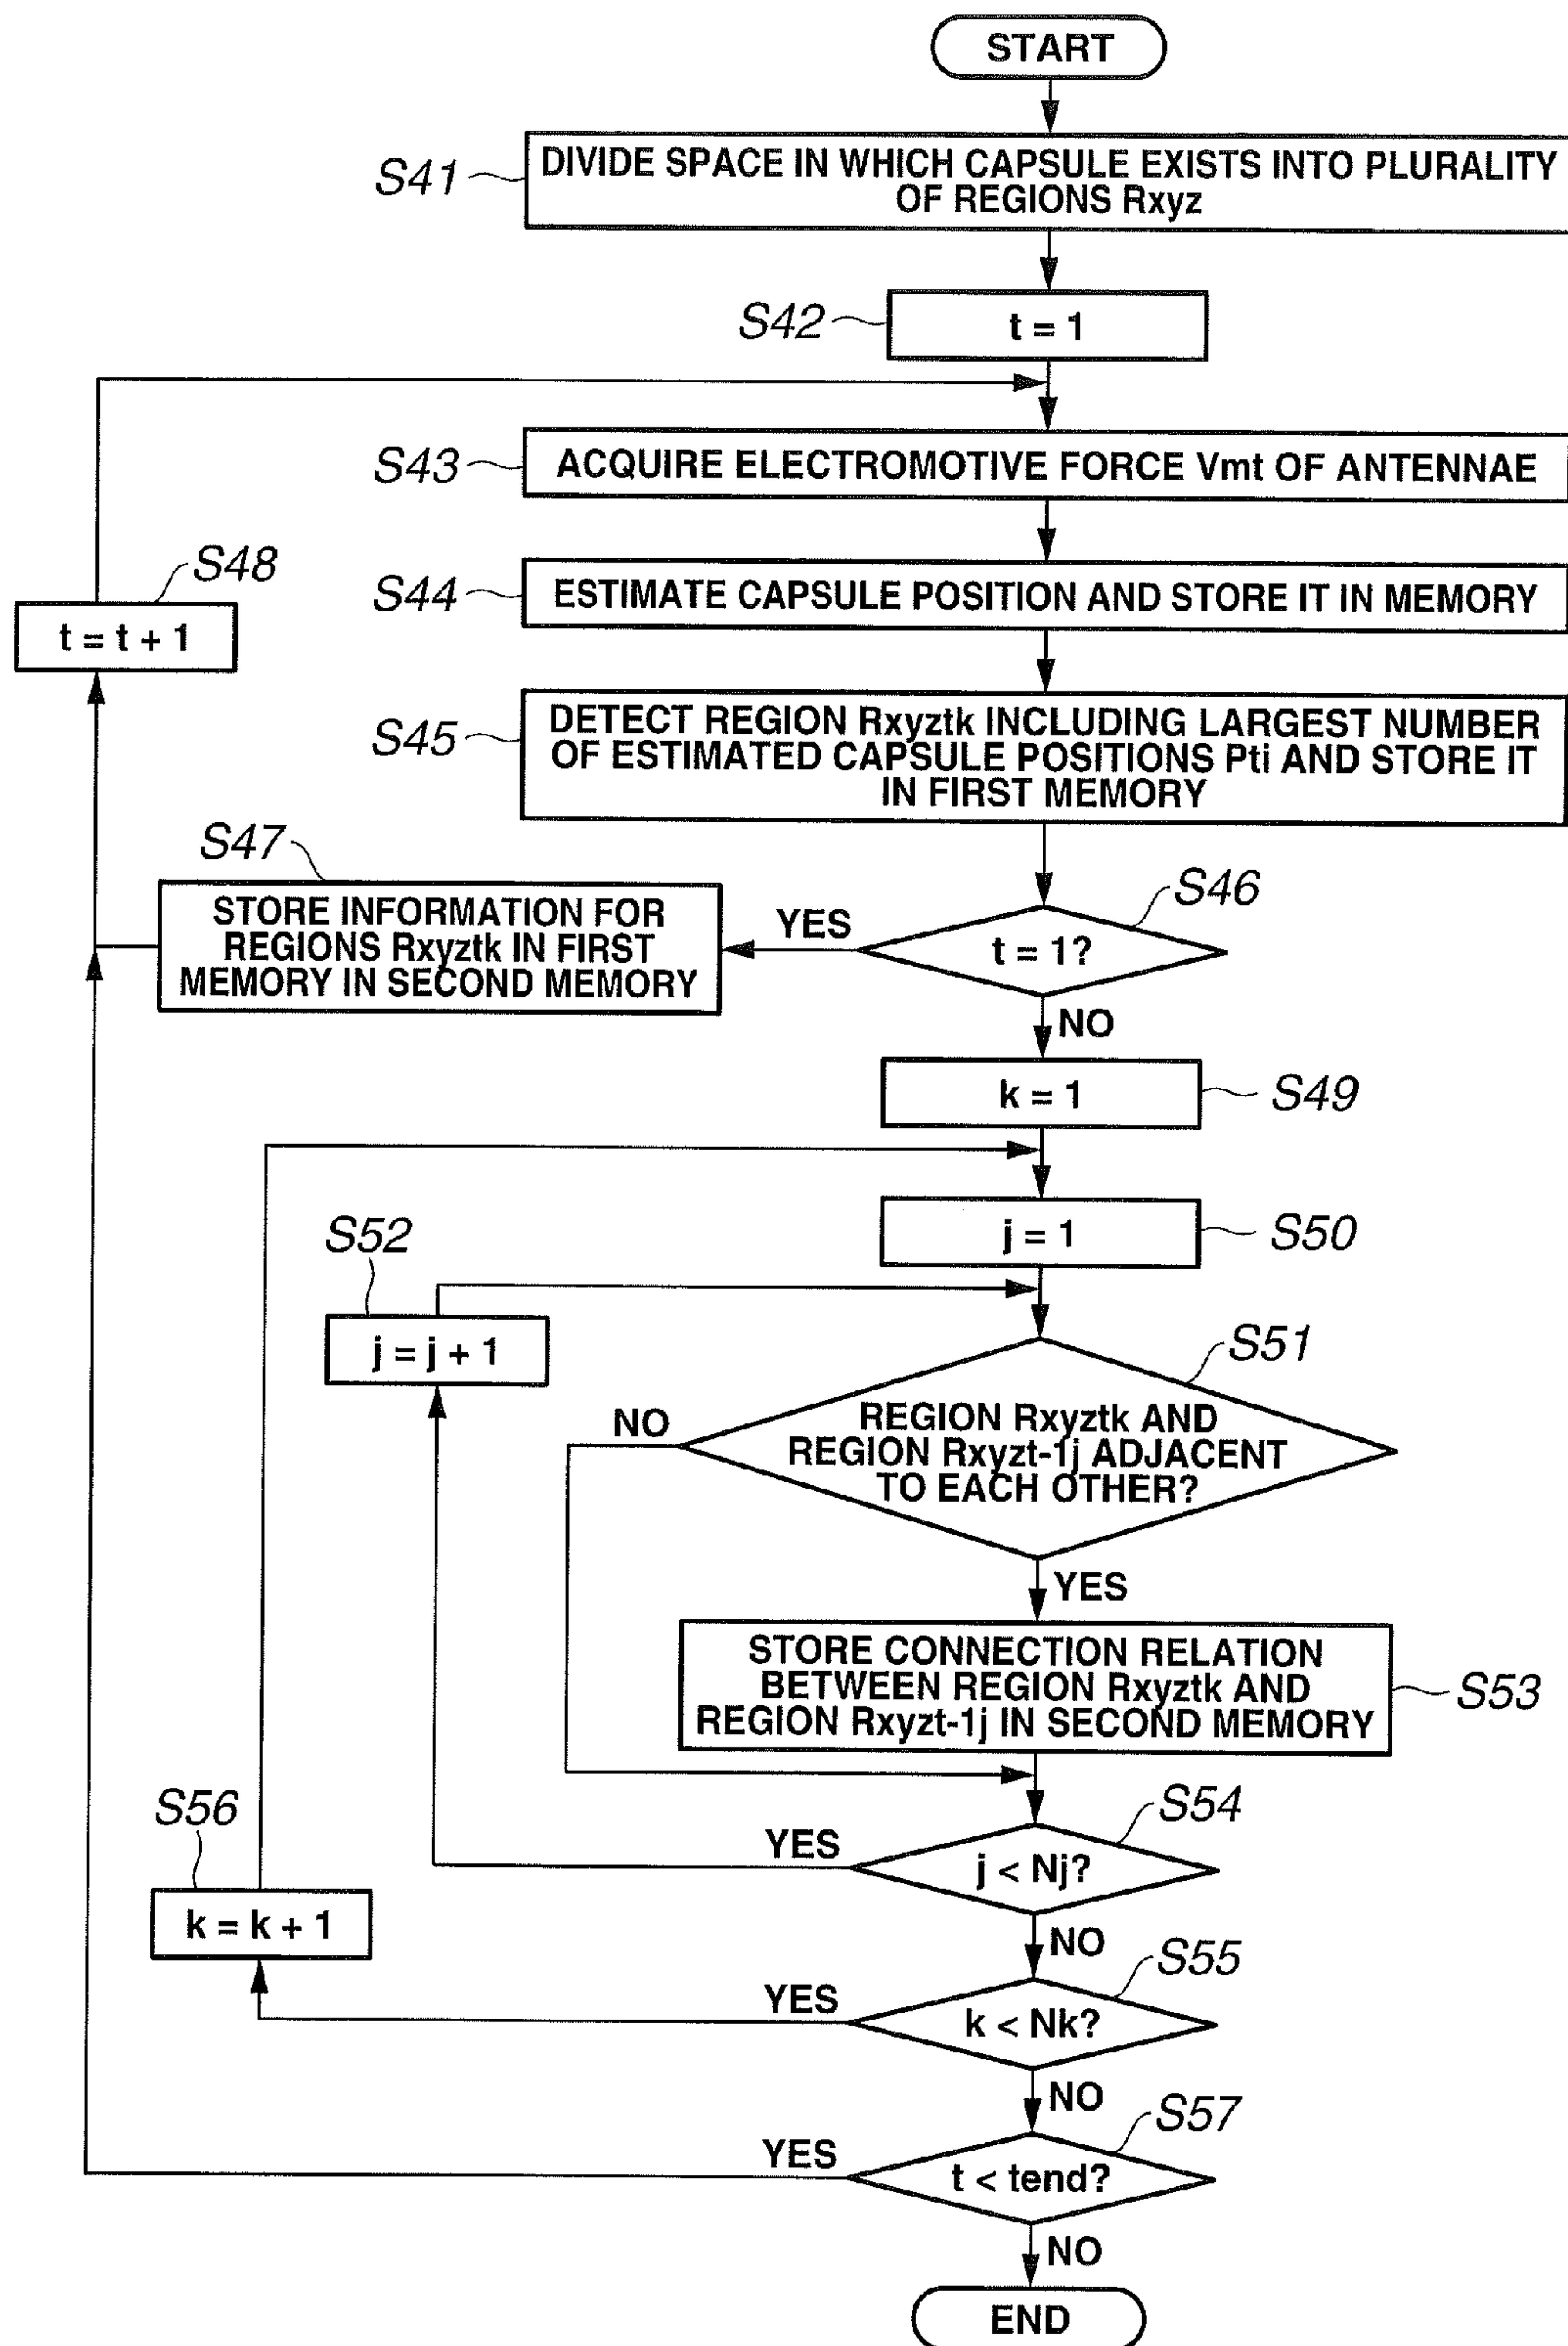 START
S41
DIVIDE SPACE IN WHICH CAPSULE EXISTS INTO PLURALITY
OF REGIONS Rxyz
S42
t = 1
S43
ACQUIRE ELECTROMOTIVE FORCE Vmt OF ANTENNAE
S48
t = t + 1
S44
ESTIMATE CAPSULE POSITION AND STORE IT IN MEMORY
S45
DETECT REGION Rxyztk INCLUDING LARGEST NUMBER
OF ESTIMATED CAPSULE POSITIONS Pti AND STORE IT
IN FIRST MEMORY
S47
STORE INFORMATION FOR
REGIONS Rxyztk IN FIRST
MEMORY IN SECOND MEMORY
YES
S46
t = 1?
NO
k = 1
S49
j = 1
S50
S52
j = j + 1
S51
NO
REGION Rxyztk AND
REGION Rxyzt-1j ADJACENT
TO EACH OTHER?
YES
STORE CONNECTION RELATION
BETWEEN REGION Rxyztk AND
REGION Rxyzt-1j IN SECOND MEMORY
S53
S54
YES
j < Nj?
NO
S56
k = k + 1
S55
YES
k < Nk?
NO
S57
YES
t < tend?
NO
END